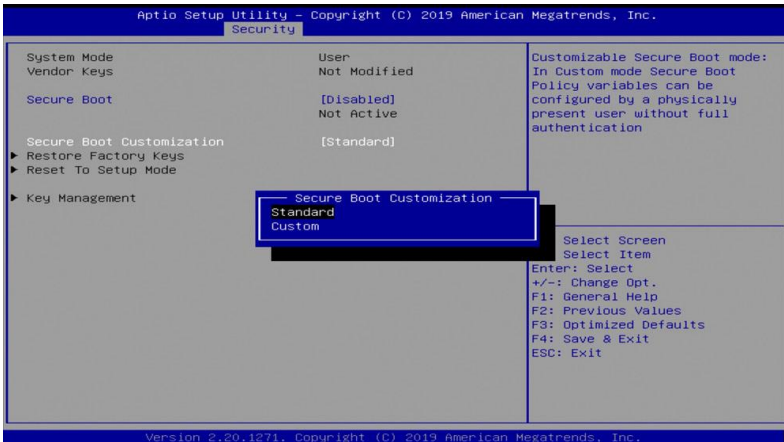 Aptio Setup Utility – Copyright (C) 2019 American Megatrends, Inc.
Security
System Mode User
Vendor Keys Not Modified
Secure Boot [Disabled]
Not Active
Secure Boot Customization [Standard]
Restore Factory Keys
Reset To Setup Mode
Key Management
Secure Boot Customization
Standard
Custom
Customizable Secure Boot mode:
In Custom mode Secure Boot
Policy variables can be
configured by a physically
present user without full
authentication
Select Screen
Select Item
Enter: Select
+/-: Change Opt.
F1: General Help
F2: Previous Values
F3: Optimized Defaults
F4: Save & Exit
ESC: Exit
Version 2.20.1271. Copyright (C) 2019 American Megatrends, Inc.